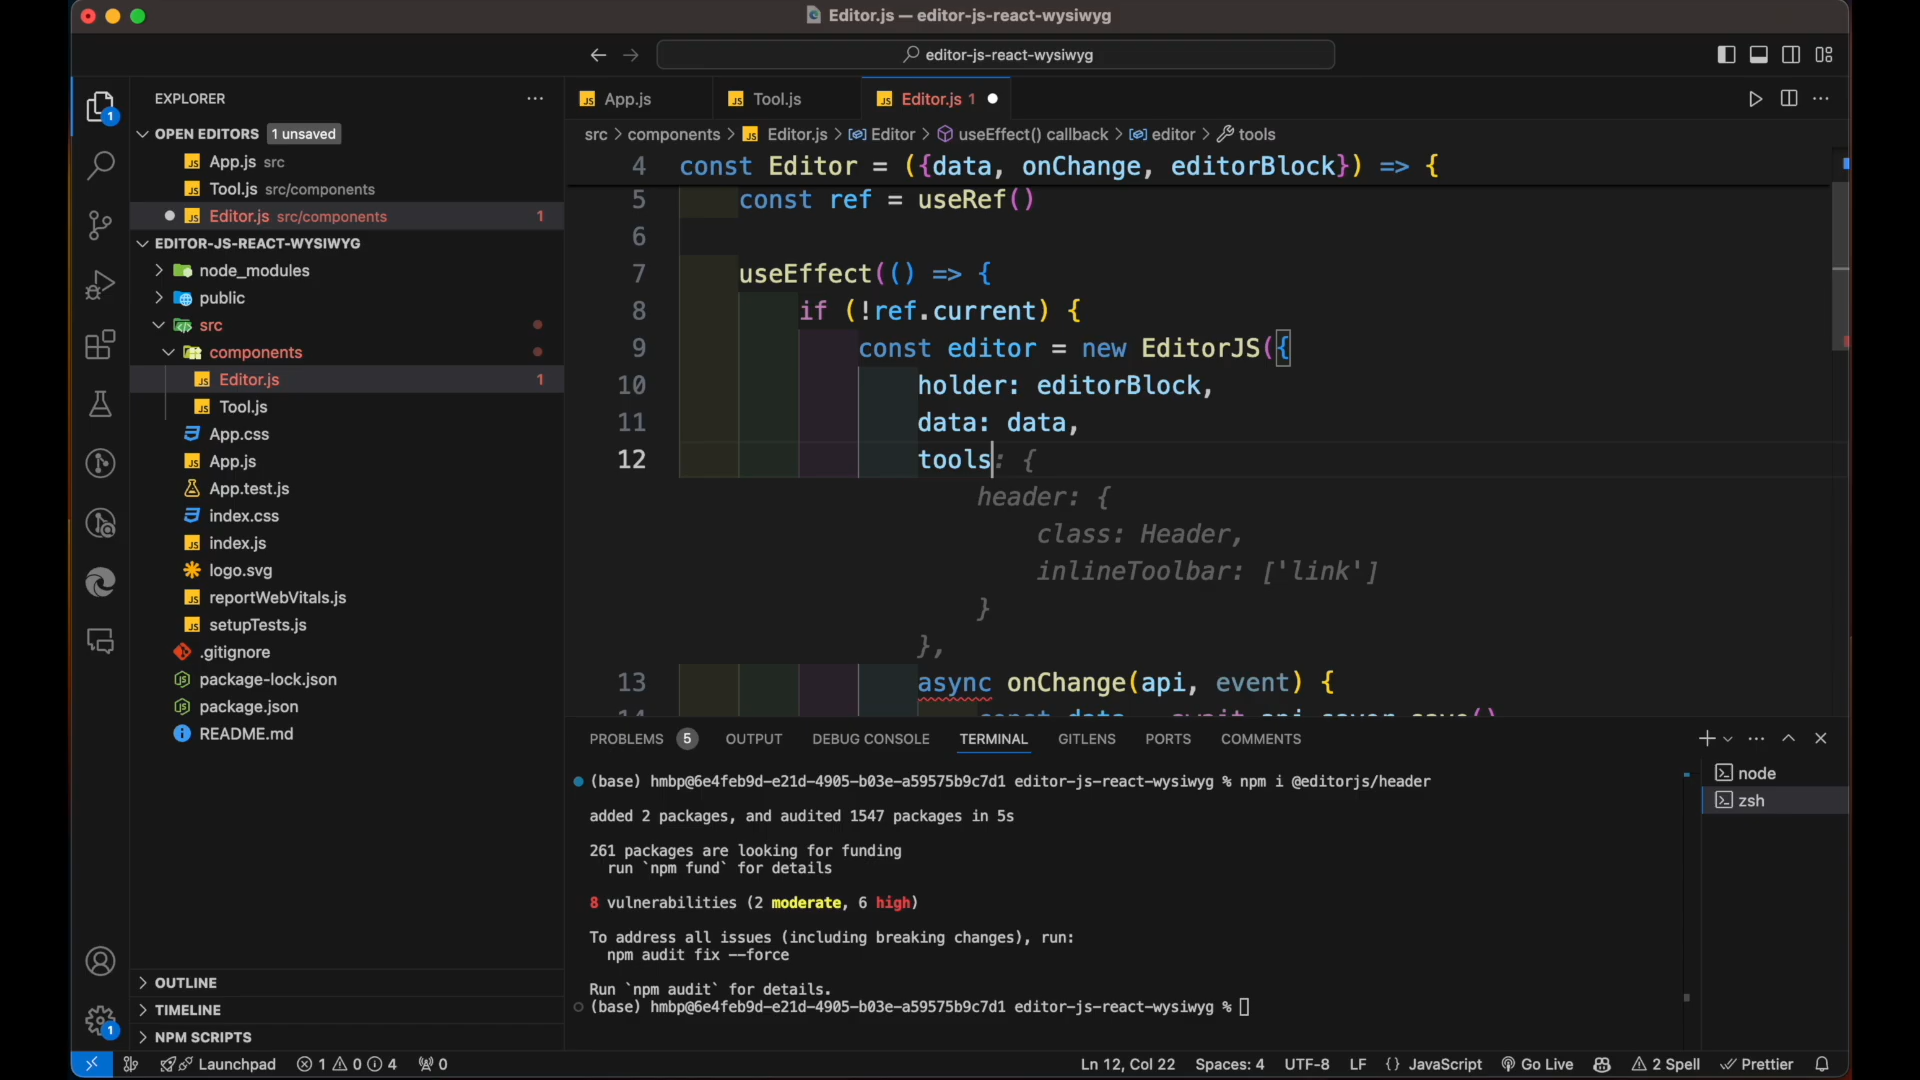 Editor.js — editor-js-react-wysiwyg
editor-js-react-wysiwyg
EXPLORER
OPEN EDITORS 1 unsaved
App.js src
Tool.js src/components
Editor.js src/components 1
EDITOR-JS-REACT-WYSIWYG
node_modules
public
src
components
Editor.js 1
Tool.js
App.css
App.js
App.test.js
index.css
index.js
logo.svg
reportWebVitals.js
setupTests.js
.gitignore
package-lock.json
package.json
README.md
OUTLINE
TIMELINE
NPM SCRIPTS
1
1
App.js
Tool.js
Editor.js 1
src > components > Editor.js > Editor > useEffect() callback > editor > tools
4 const Editor = ({data, onChange, editorBlock}) => {
5 const ref = useRef()
6
7 useEffect(() => {
8 if (!ref.current) {
9 const editor = new EditorJS({
10 holder: editorBlock,
11 data: data,
12 tools: {
header: {
class: Header,
inlineToolbar: ['link']
}
},
13 async onChange(api, event) {
14 const data = await api.saver.save()
PROBLEMS 5 OUTPUT DEBUG CONSOLE TERMINAL GITLENS PORTS COMMENTS
(base) hmbp@6e4feb9d-e21d-4905-b03e-a59575b9c7d1 editor-js-react-wysiwyg % npm i @editorjs/header
added 2 packages, and audited 1547 packages in 5s
261 packages are looking for funding
run `npm fund` for details
8 vulnerabilities (2 moderate, 6 high)
To address all issues (including breaking changes), run:
npm audit fix --force
Run `npm audit` for details.
(base) hmbp@6e4feb9d-e21d-4905-b03e-a59575b9c7d1 editor-js-react-wysiwyg %
node
zsh
Launchpad 1 0 4 0 Ln 12, Col 22 Spaces: 4 UTF-8 LF {} JavaScript Go Live 2 Spell Prettier